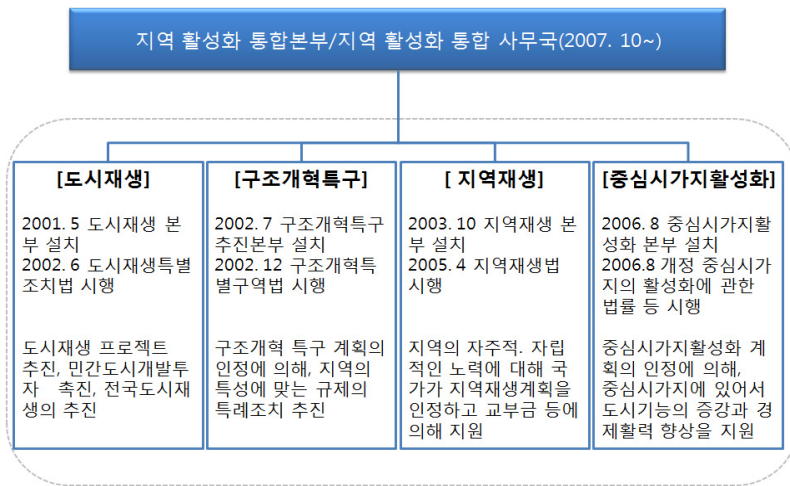 지역 활성화 통합본부/지역 활성화 통합 사무국(2007. 10~)
[도시재생]
2001. 5 도시재생 본
부 설치
2002. 6 도시재생특별
조치법 시행
도시재생 프로젝트
추진, 민간도시개발투
자 촉진, 전국도시재
생의 추진
[구조개혁특구]
2002. 7 구조개혁특구
추진본부 설치
2002. 12 구조개혁특
별구역법 시행
구조개혁 특구 계획의
인정에 의해, 지역의
특성에 맞는 규제의
특례조치 추진
[ 지역재생]
2003. 10 지역재생 본
부 설치
2005. 4 지역재생법
시행
지역의 자주적. 자립
적인 노력에 대해 국
가가 지역재생계획을
인정하고 교부금 등에
의해 지원
[중심시가지활성화]
2006. 8 중심시가지활
성화 본부 설치
2006.8 개정 중심시가
지의 활성화에 관한
법률 등 시행
중심시가지활성화 계
획의 인정에 의해,
중심시가지에 있어서
도시기능의 증강과 경
제활력 향상을 지원